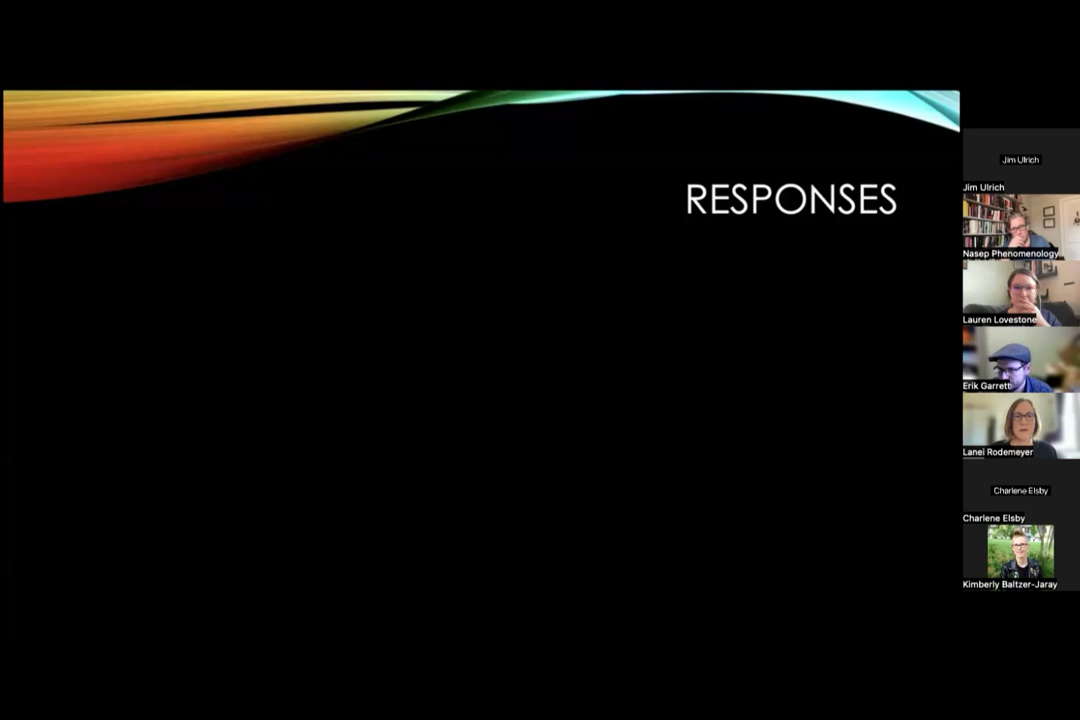 RESPONSES
Jim Ulrich
Jim Ulrich
Nasep Phenomenology
Lauren Lovestone
Erik Garrett
Lanei Rodemeyer
Charlene Elsby
Charlene Elsby
Kimberly Baltzer-Jaray